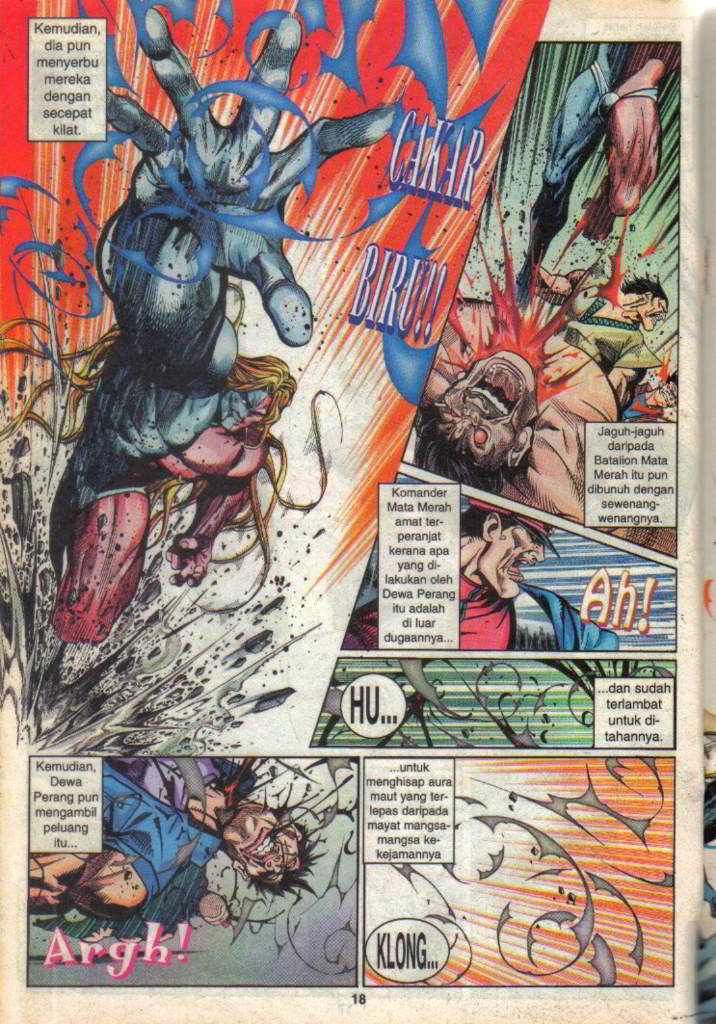 Kemudian,
dia pun
menyerbu
mereka
dengan
secepat
kilat.
CAKAR
BIRU!!!
Jaguh-jaguh
daripada
Batalion Mata
Merah itu pun
dibunuh dengan
sewenang-
wenangnya.
Komander
Mata Merah
amat ter-
peranjat
kerana apa
yang di-
lakukan oleh
Dewa Perang
itu adalah
di luar
dugaannya...
Ah!
HU...
...dan sudah
terlambat
untuk di-
tahannya.
Kemudian,
Dewa
Perang pun
mengambil
peluang
itu...
Argh!
...untuk
menghisap aura
maut yang ter-
lepas daripada
mayat mangsa-
mangsa ke-
kejamannya
KLONG...
18